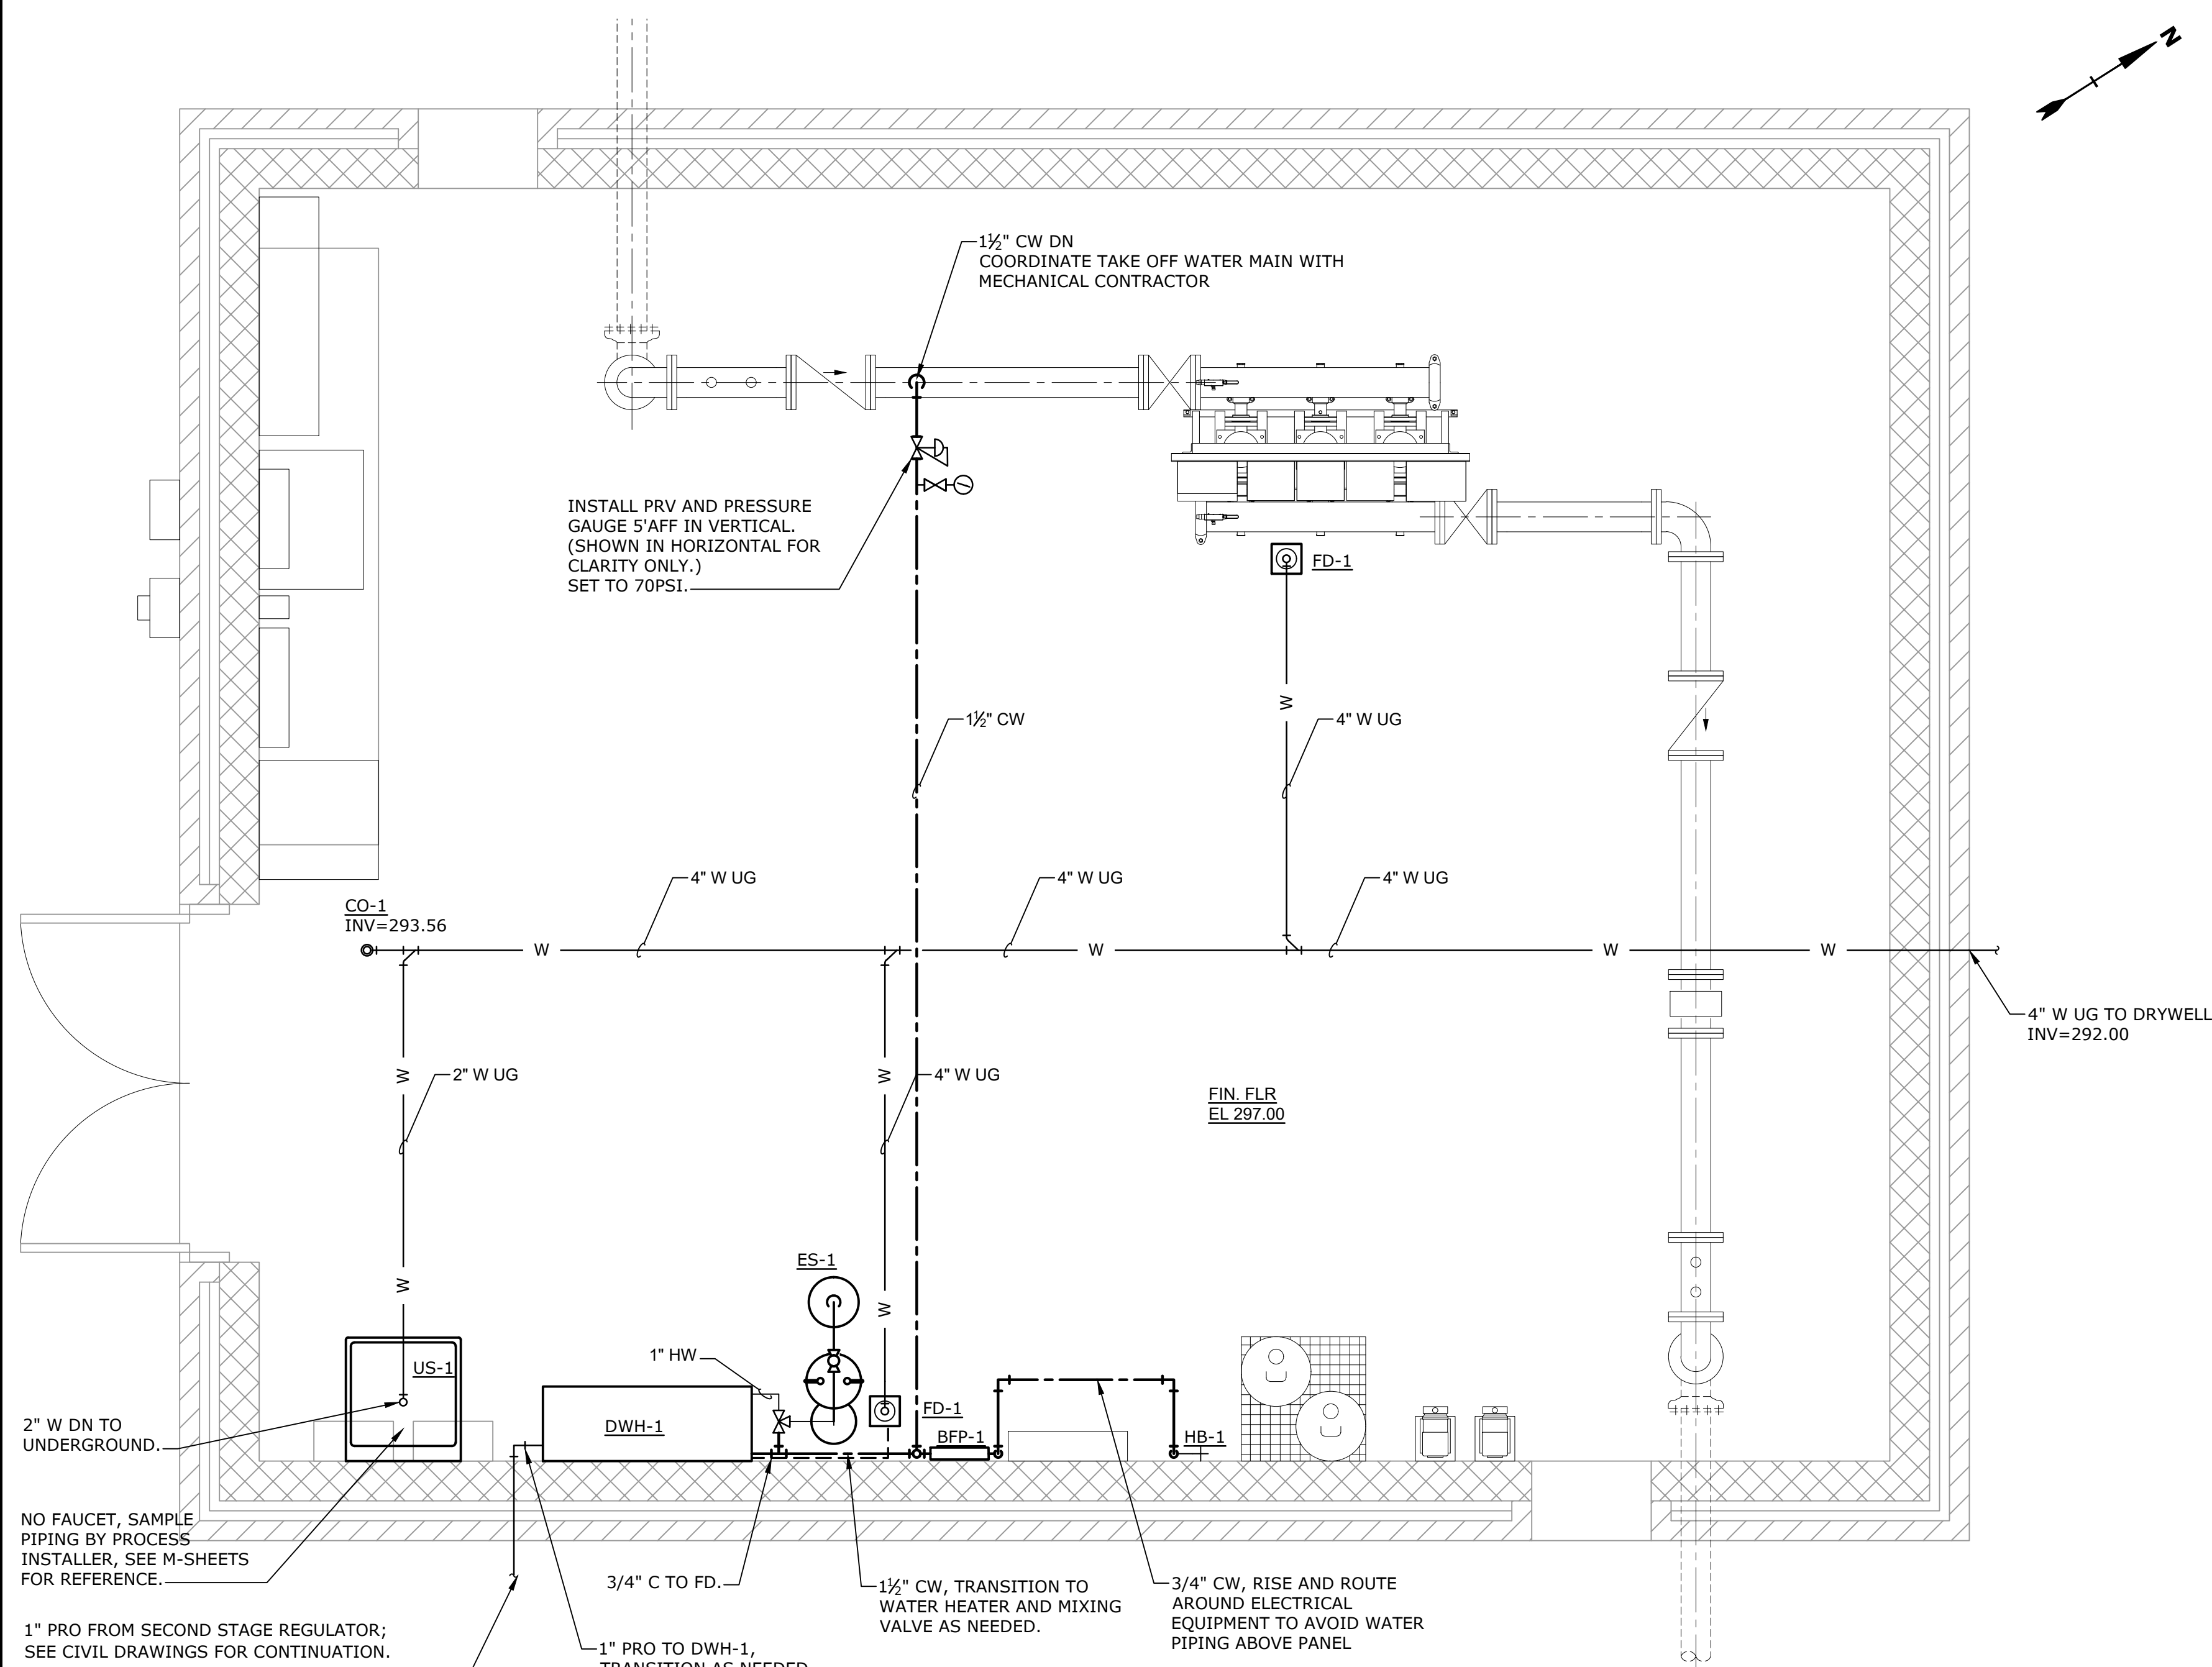 N
1½" CW DN
COORDINATE TAKE OFF WATER MAIN WITH
MECHANICAL CONTRACTOR
INSTALL PRV AND PRESSURE
GAUGE 5'AFF IN VERTICAL.
(SHOWN IN HORIZONTAL FOR
CLARITY ONLY.)
SET TO 70PSI.
FD-1
W
1½" CW
4" W UG
4" W UG
4" W UG
4" W UG
CO-1
INV=293.56
W
W
W
W
4" W UG TO DRYWELL
INV=292.00
W
2" W UG
W
4" W UG
FIN. FLR
EL 297.00
W
W
ES-1
1" HW
US-1
DWH-1
FD-1
BFP-1
HB-1
2" W DN TO
UNDERGROUND.
NO FAUCET, SAMPLE
PIPING BY PROCESS
INSTALLER, SEE M-SHEETS
FOR REFERENCE.
3/4" C TO FD.
1½" CW, TRANSITION TO
WATER HEATER AND MIXING
VALVE AS NEEDED.
3/4" CW, RISE AND ROUTE
AROUND ELECTRICAL
EQUIPMENT TO AVOID WATER
PIPING ABOVE PANEL
1" PRO FROM SECOND STAGE REGULATOR;
SEE CIVIL DRAWINGS FOR CONTINUATION.
1" PRO TO DWH-1,
TRANSITION AS NEEDED